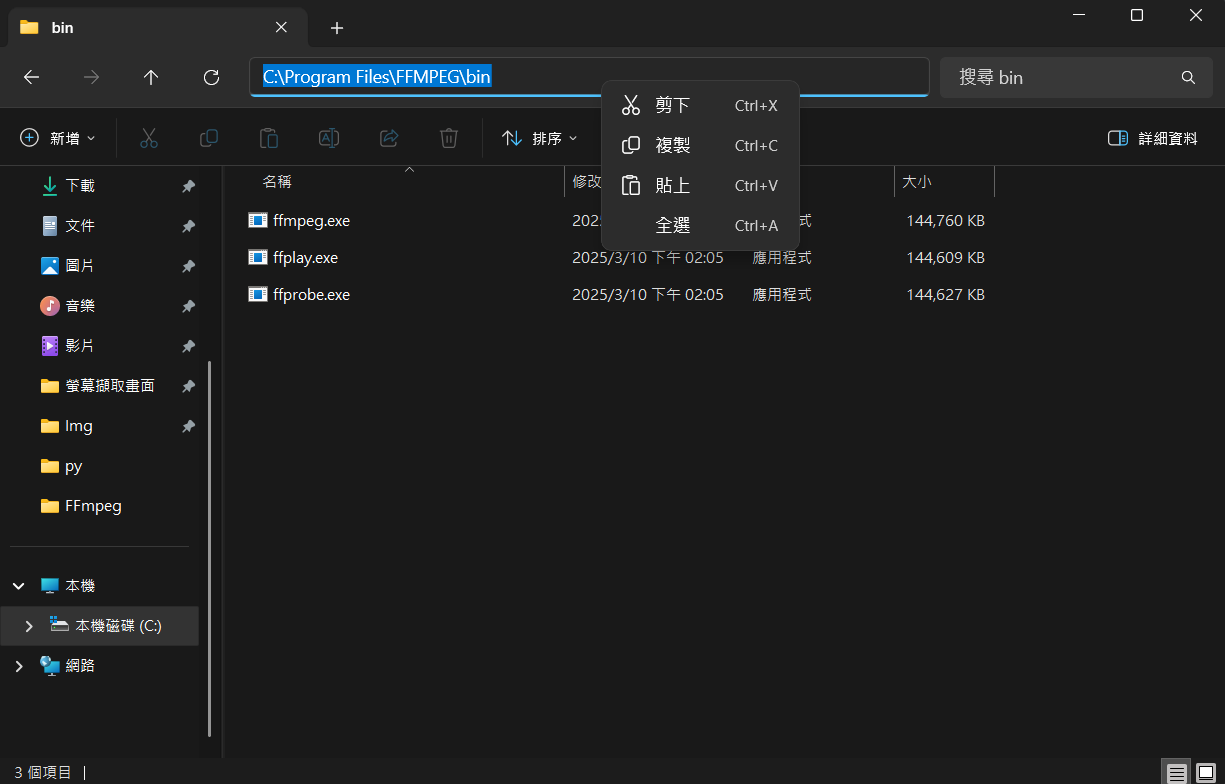 bin
C:\Program Files\FFMPEG\bin
搜尋 bin
剪下 Ctrl+X
複製 Ctrl+C
貼上 Ctrl+V
全選 Ctrl+A
新增
排序
詳細資料
名稱 修改 大小
ffmpeg.exe 2025 式 144,760 KB
ffplay.exe 2025/3/10 下午 02:05 應用程式 144,609 KB
ffprobe.exe 2025/3/10 下午 02:05 應用程式 144,627 KB
下載
文件
圖片
音樂
影片
螢幕擷取畫面
Img
py
FFmpeg
本機
本機磁碟 (C:)
網路
3 個項目